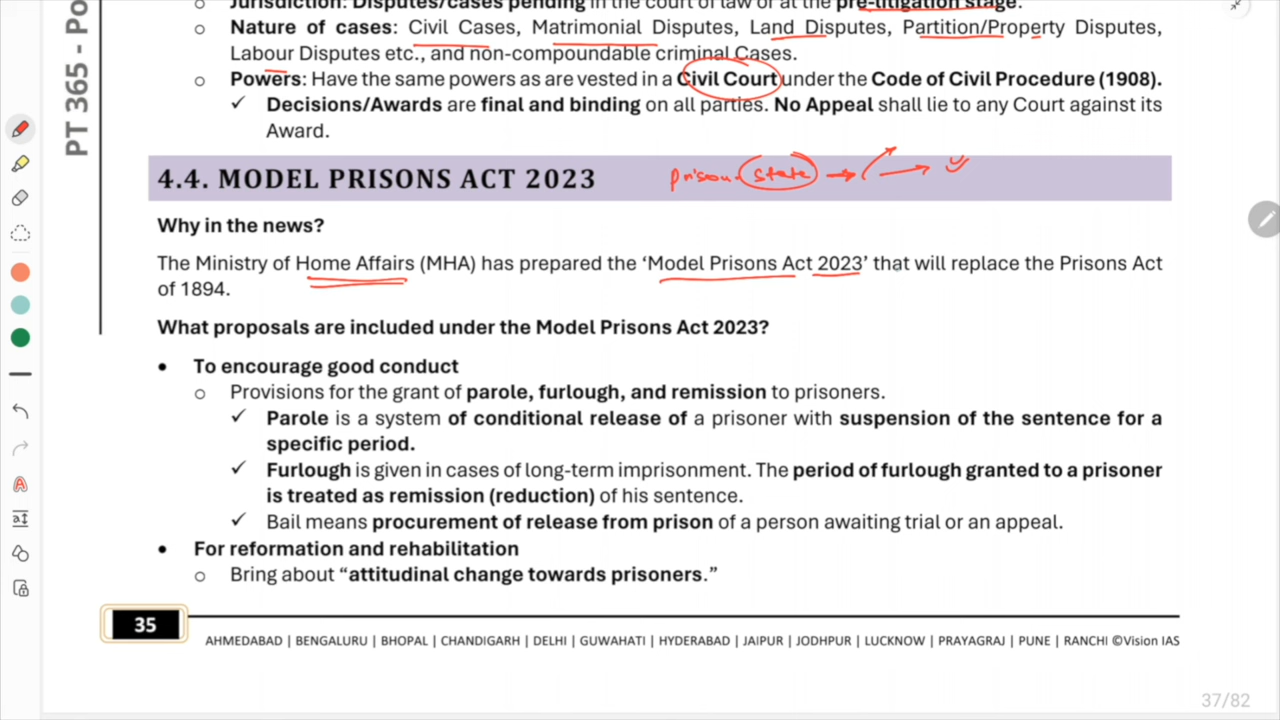 Jurisdiction: Disputes/cases pending in the court of law or at the pre-litigation stage.
o Nature of cases: Civil Cases, Matrimonial Disputes, Land Disputes, Partition/Property Disputes,
Labour Disputes etc., and non-compoundable criminal Cases.
o Powers: Have the same powers as are vested in a Civil Court under the Code of Civil Procedure (1908).
✓ Decisions/Awards are final and binding on all parties. No Appeal shall lie to any Court against its
Award.
PT 365 - Po
4.4. MODEL PRISONS ACT 2023 prison. state
Why in the news?
The Ministry of Home Affairs (MHA) has prepared the ‘Model Prisons Act 2023’ that will replace the Prisons Act
of 1894.
What proposals are included under the Model Prisons Act 2023?
• To encourage good conduct
o Provisions for the grant of parole, furlough, and remission to prisoners.
✓ Parole is a system of conditional release of a prisoner with suspension of the sentence for a
specific period.
✓ Furlough is given in cases of long-term imprisonment. The period of furlough granted to a prisoner
is treated as remission (reduction) of his sentence.
✓ Bail means procurement of release from prison of a person awaiting trial or an appeal.
• For reformation and rehabilitation
o Bring about “attitudinal change towards prisoners.”
35
AHMEDABAD | BENGALURU | BHOPAL | CHANDIGARH | DELHI | GUWAHATI | HYDERABAD | JAIPUR | JODHPUR | LUCKNOW | PRAYAGRAJ | PUNE | RANCHI ©Vision IAS
37/82